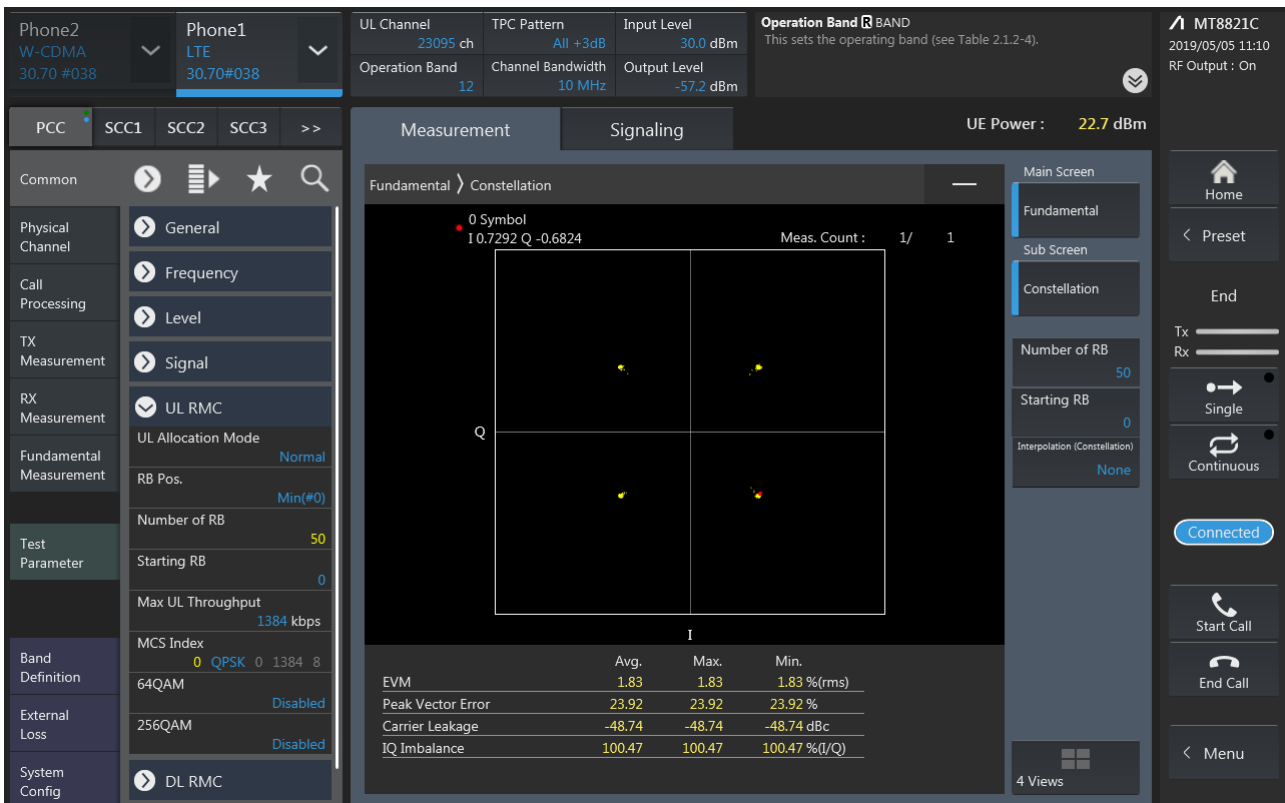 Phone2
W-CDMA
30.70 #038
Phone1
LTE
30.70#038
UL Channel
23095 ch
TPC Pattern
All +3dB
Input Level
30.0 dBm
Operation Band
12
Channel Bandwidth
10 MHz
Output Level
-57.2 dBm
Operation Band R BAND
This sets the operating band (see Table 2.1.2-4).
MT8821C
2019/05/05 11:10
RF Output : On
PCC SCC1 SCC2 SCC3 >>
Measurement
Signaling
UE Power : 22.7 dBm
Common
Physical
Channel
Call
Processing
TX
Measurement
RX
Measurement
Fundamental
Measurement
Test
Parameter
Band
Definition
External
Loss
System
Config
General
Frequency
Level
Signal
UL RMC
UL Allocation Mode
Normal
RB Pos.
Min(#0)
Number of RB
50
Starting RB
0
Max UL Throughput
1384 kbps
MCS Index
0 QPSK 0 1384 8
64QAM
Disabled
256QAM
Disabled
DL RMC
Fundamental 〉 Constellation
0 Symbol
I 0.7292 Q -0.6824
Meas. Count : 1/ 1
Q
I
Avg. Max. Min.
EVM 1.83 1.83 1.83 %(rms)
Peak Vector Error 23.92 23.92 23.92 %
Carrier Leakage -48.74 -48.74 -48.74 dBc
IQ Imbalance 100.47 100.47 100.47 %(I/Q)
Main Screen
Fundamental
Sub Screen
Constellation
Number of RB
50
Starting RB
0
Interpolation (Constellation)
None
4 Views
Home
< Preset
End
Tx
Rx
Single
Continuous
Connected
Start Call
End Call
< Menu